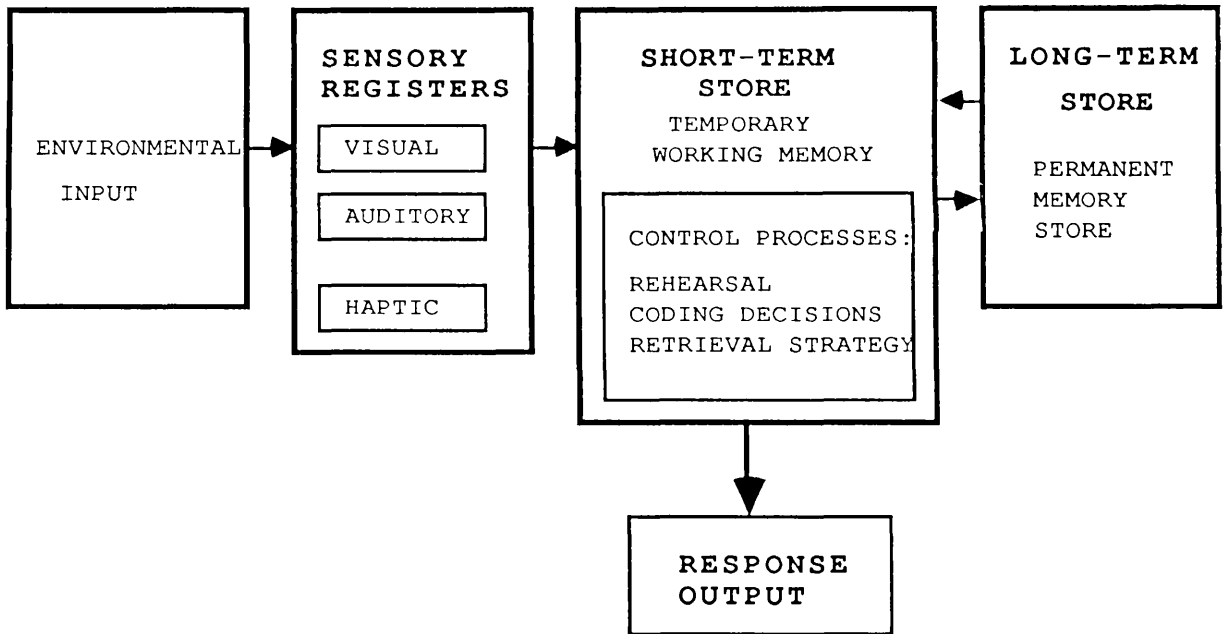 ENVIRONMENTAL
INPUT
SENSORY
REGISTERS
VISUAL
AUDITORY
HAPTIC
SHORT-TERM
STORE
TEMPORARY
WORKING MEMORY
CONTROL PROCESSES:
REHEARSAL
CODING DECISIONS
RETRIEVAL STRATEGY
LONG-TERM
STORE
PERMANENT
MEMORY
STORE
RESPONSE
OUTPUT